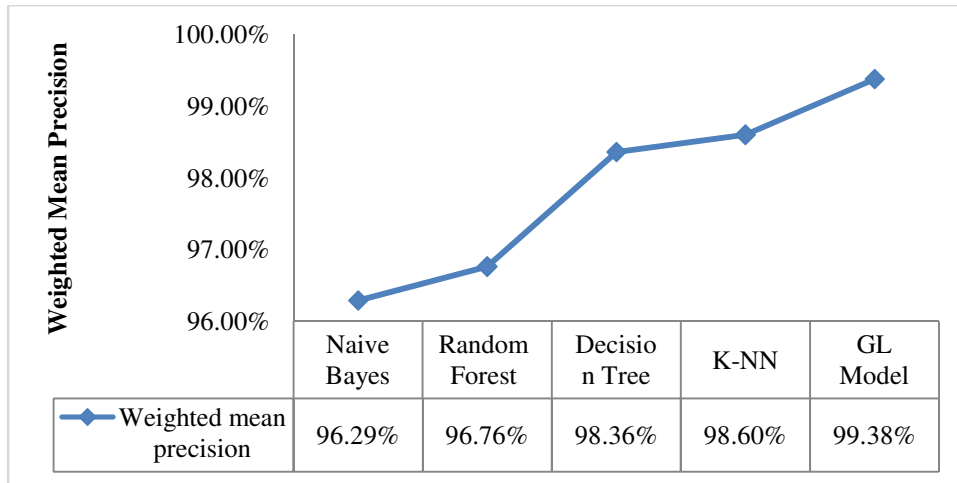 Weighted Mean Precision
100.00%
99.00%
98.00%
97.00%
96.00%
Naive
Bayes
Random
Forest
Decisio
n Tree
K-NN
GL
Model
Weighted mean
precision
96.29%
96.76%
98.36%
98.60%
99.38%